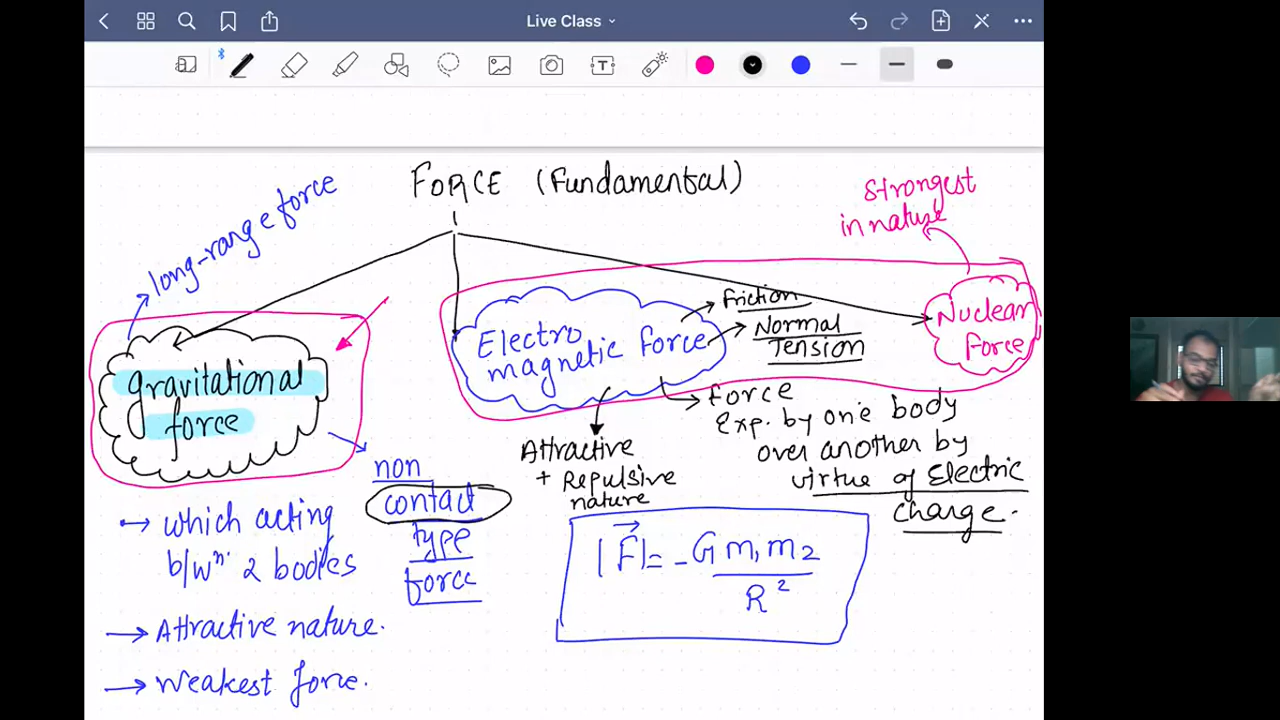 Live Class
FORCE (Fundamental)
long-range force
Strongest
in nature
Friction
Normal
Tension
Electro
magnetic force
Nuclear
force
gravitational
force
force
Exp. by one body
over another by
virtue of Electric
charge.
Attractive
+ Repulsive
nature
non
contact
type
force
which acting
b/wⁿ 2 bodies
Attractive nature.
Weakest force.
|F⃗|= -G m₁ m₂
R²